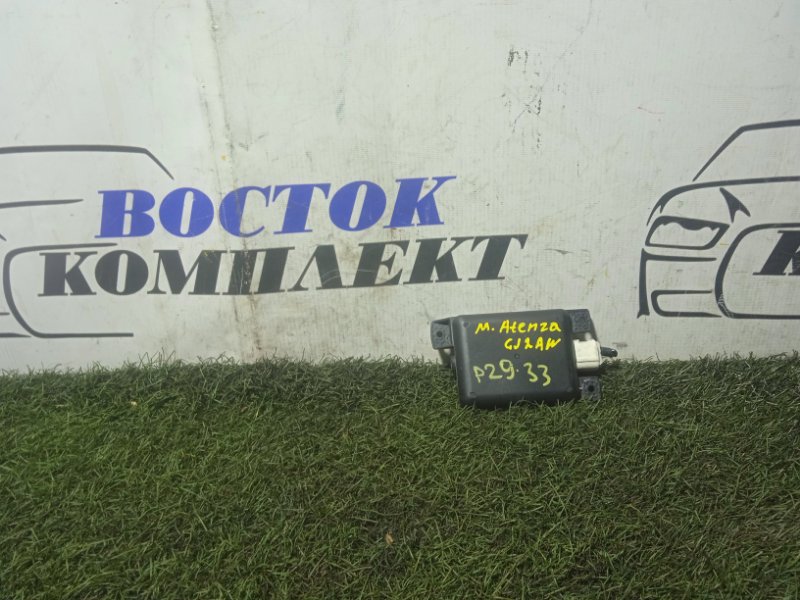 ВОСТОК
КОМПЛЕКТ
К
M. Atenza
GJ2AW
P29.33